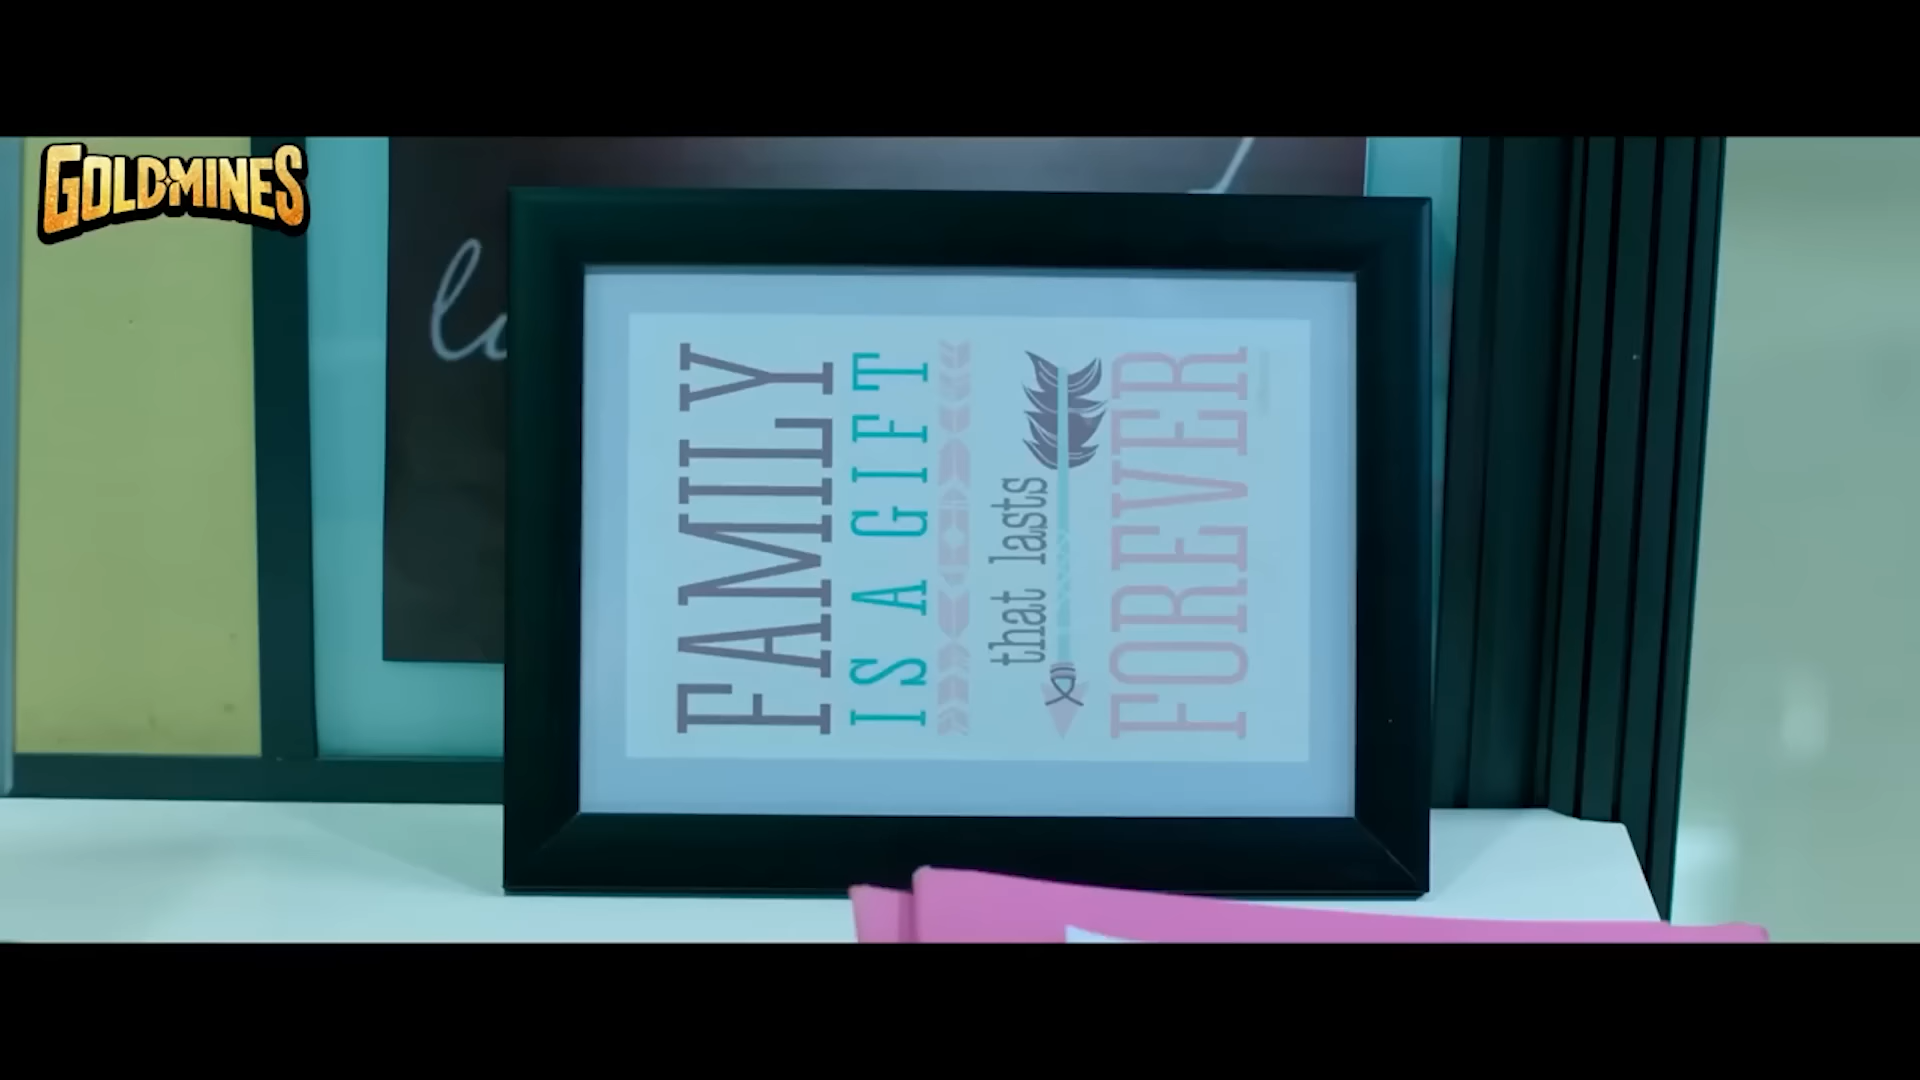 GOLDMINES
FAMILY
IS A GIFT
that lasts
FOREVER